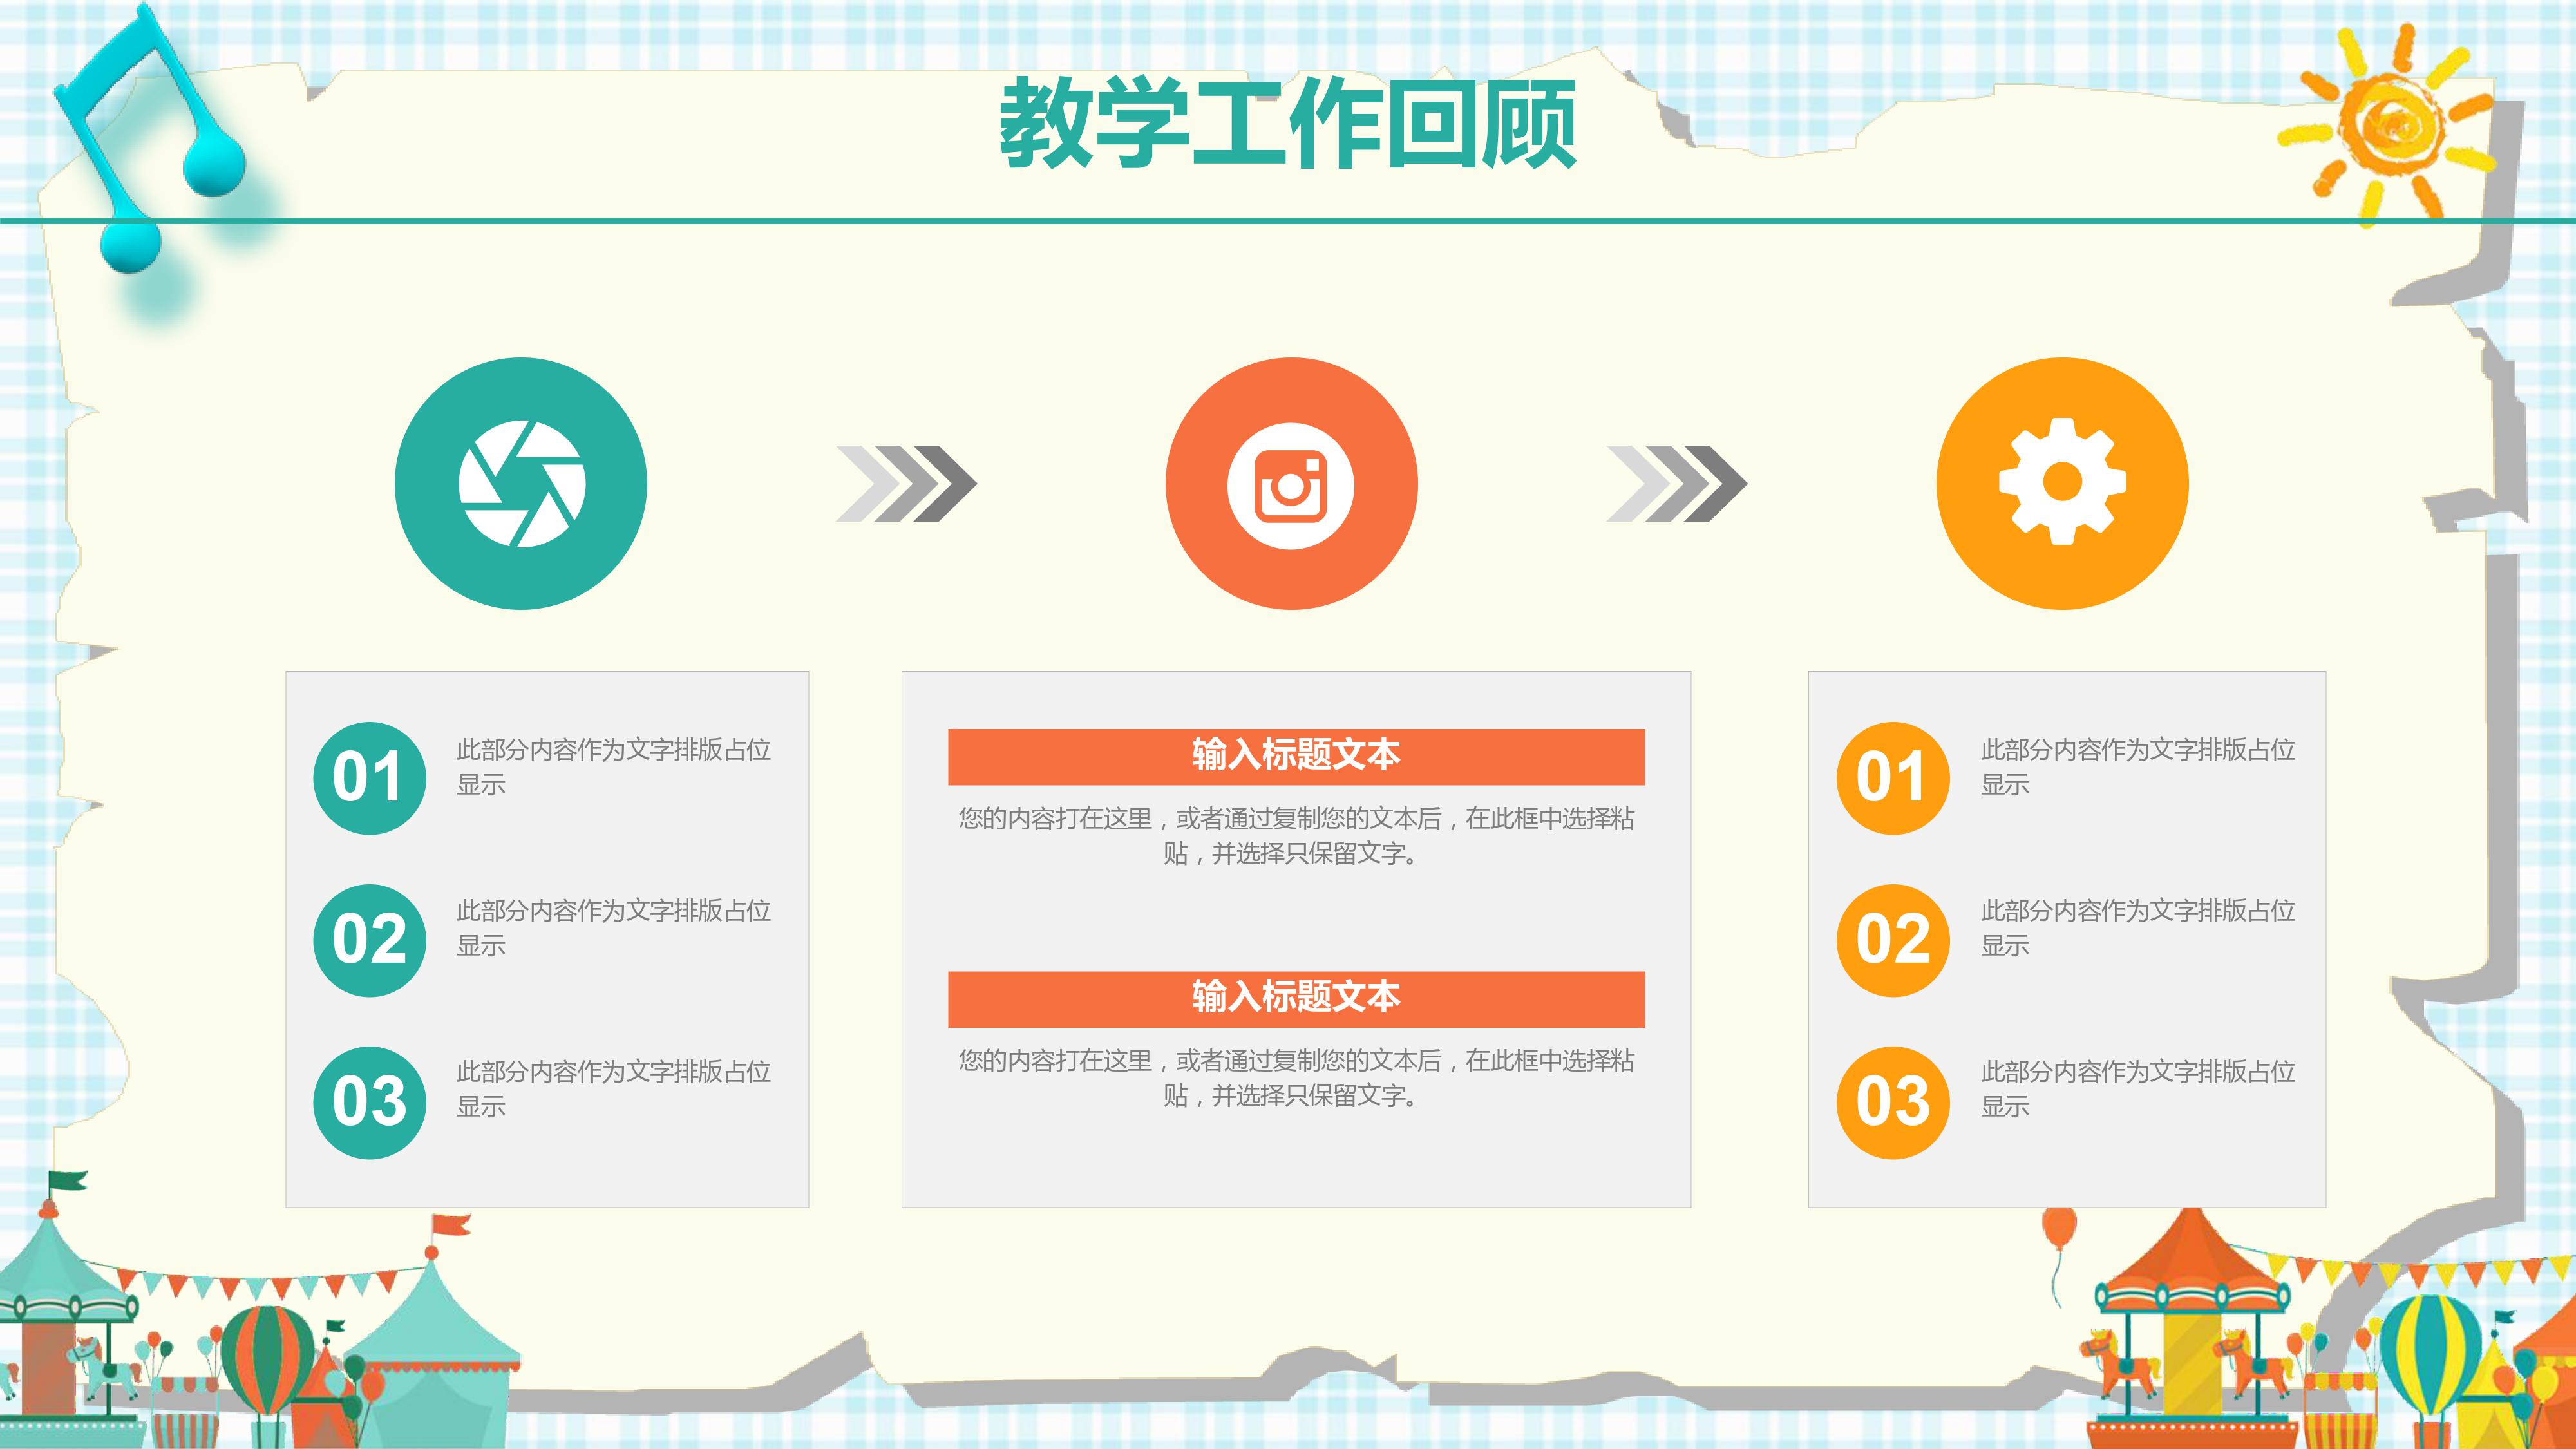 教学工作回顾
01
此部分内容作为文字排版占位
显示
02
此部分内容作为文字排版占位
显示
03
此部分内容作为文字排版占位
显示
输入标题文本
您的内容打在这里，或者通过复制您的文本后，在此框中选择粘
贴，并选择只保留文字。
输入标题文本
您的内容打在这里，或者通过复制您的文本后，在此框中选择粘
贴，并选择只保留文字。
01
此部分内容作为文字排版占位
显示
02
此部分内容作为文字排版占位
显示
03
此部分内容作为文字排版占位
显示